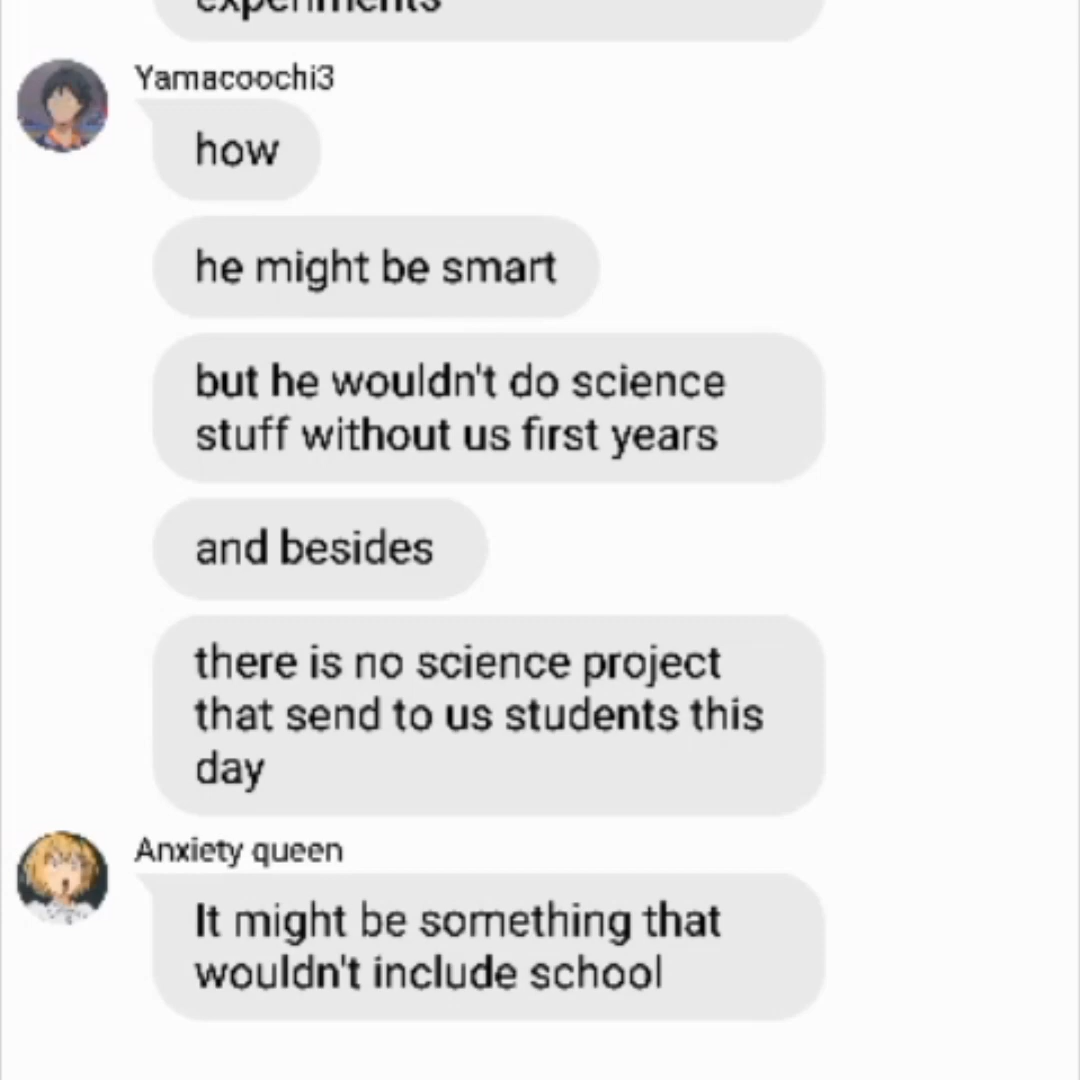 experiments
Yamacoochi3
how
he might be smart
but he wouldn't do science
stuff without us first years
and besides
there is no science project
that send to us students this
day
Anxiety queen
It might be something that
wouldn't include school